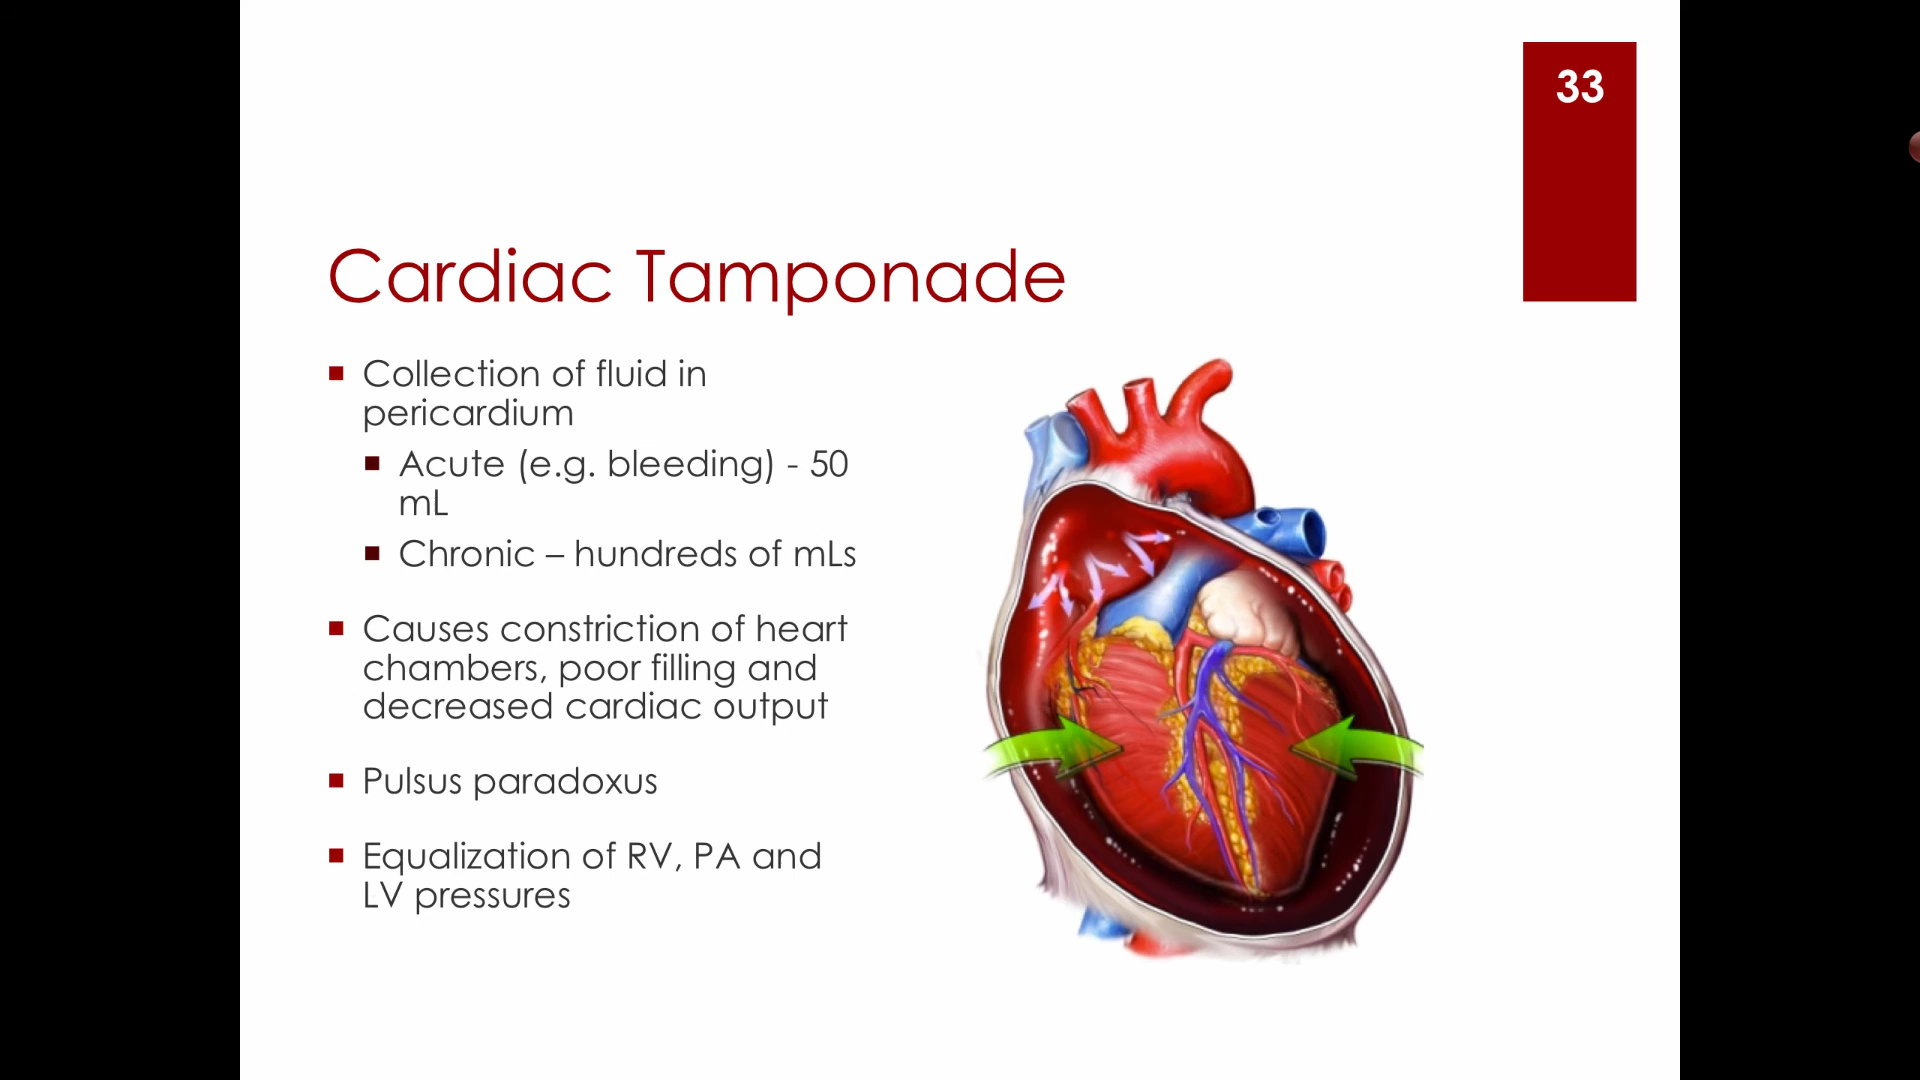 33
Cardiac Tamponade
Collection of fluid in
pericardium
Acute (e.g. bleeding) - 50
mL
Chronic – hundreds of mLs
Causes constriction of heart
chambers, poor filling and
decreased cardiac output
Pulsus paradoxus
Equalization of RV, PA and
LV pressures